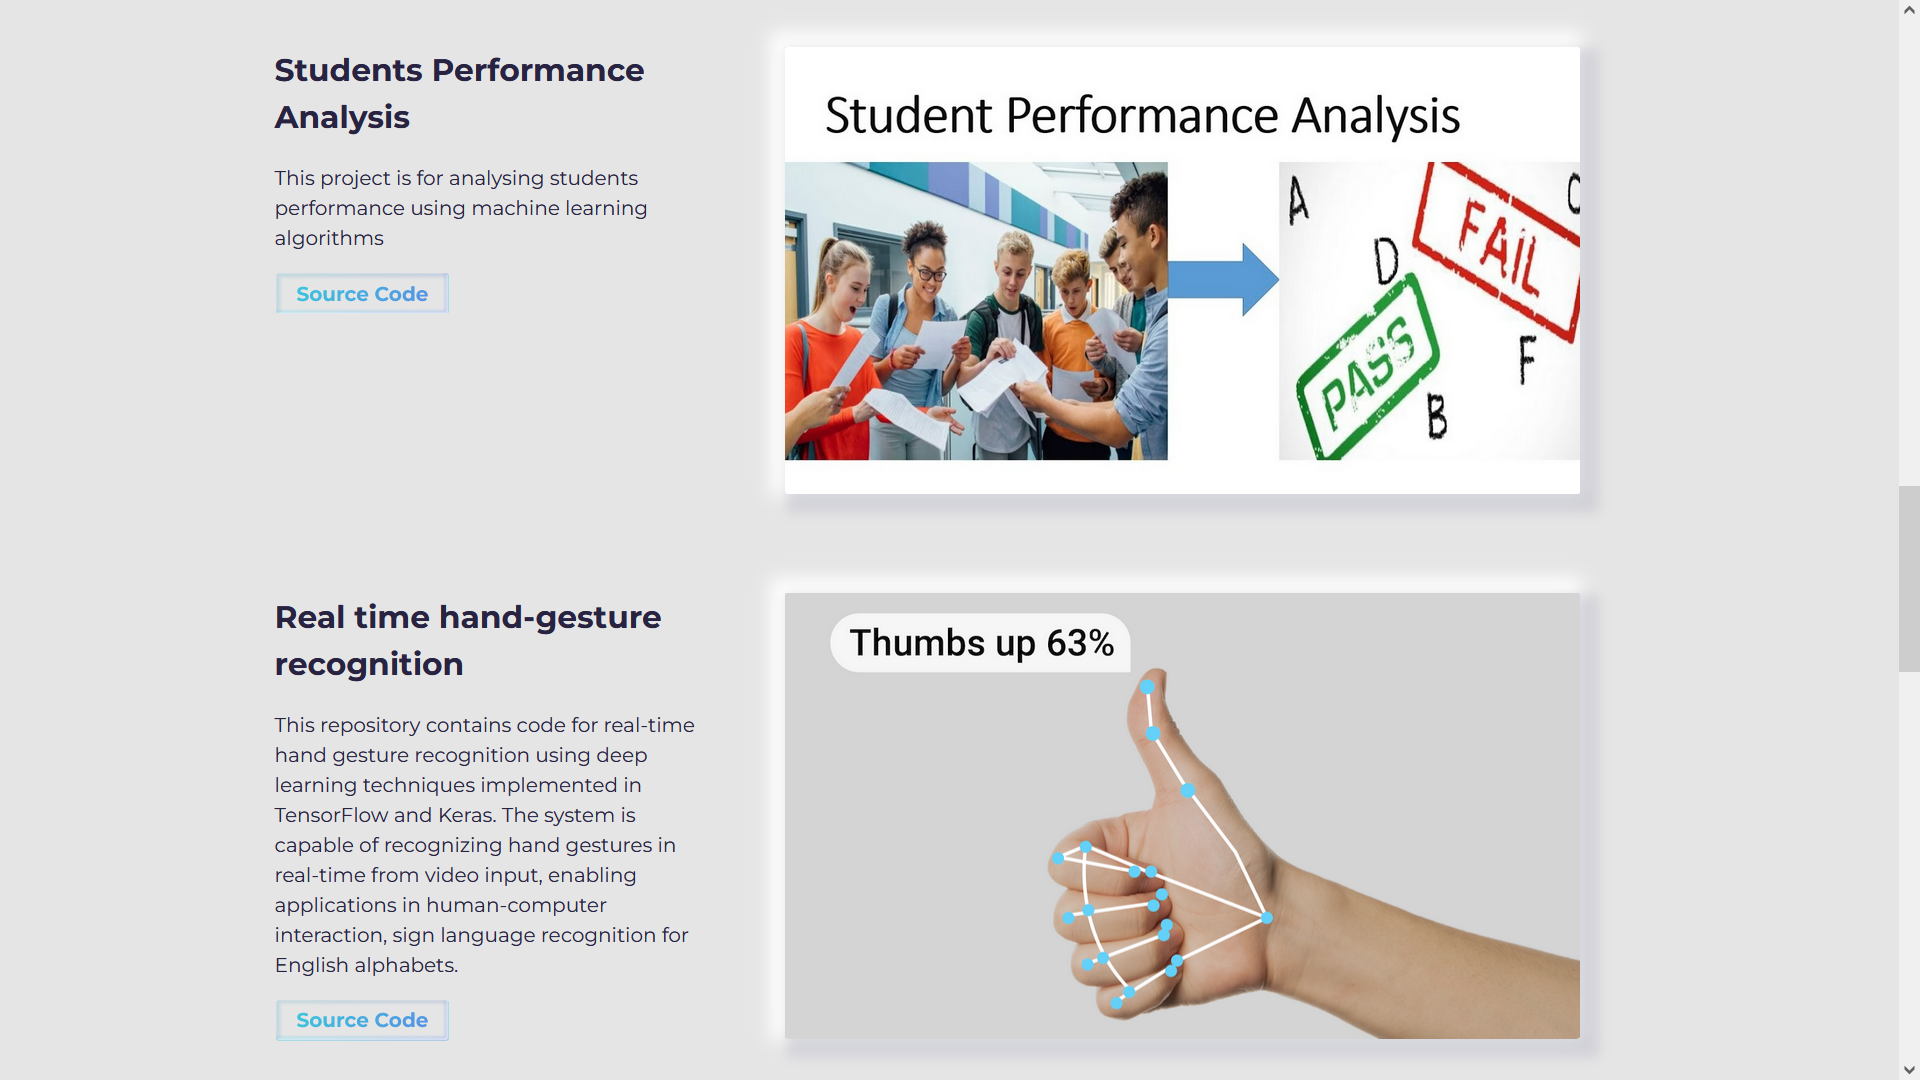 Students Performance
Analysis
This project is for analysing students
performance using machine learning
algorithms
Source Code
Student Performance Analysis
A
FAIL
C
D
PASS
F
B
Real time hand-gesture
recognition
This repository contains code for real-time
hand gesture recognition using deep
learning techniques implemented in
TensorFlow and Keras. The system is
capable of recognizing hand gestures in
real-time from video input, enabling
applications in human-computer
interaction, sign language recognition for
English alphabets.
Source Code
Thumbs up 63%